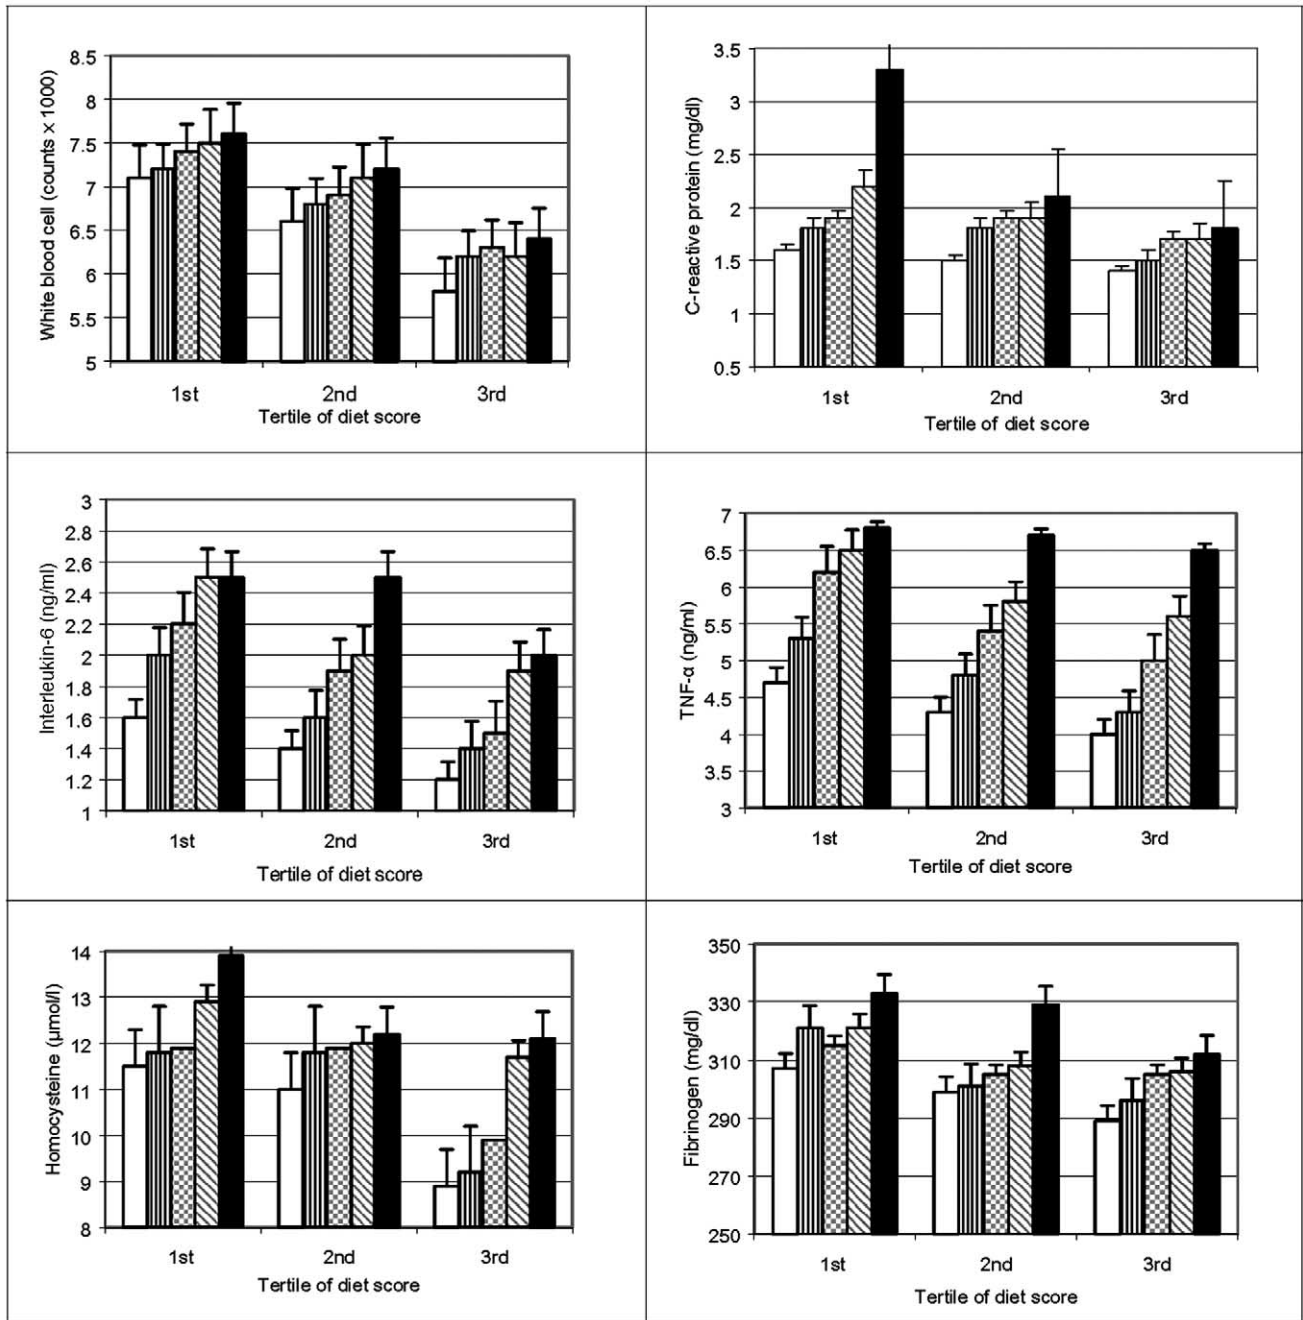 White blood cell (counts x 1000)
8.5
8
7.5
7
6.5
6
5.5
5
1st 2nd 3rd
Tertile of diet score
C-reactive protein (mg/dl)
3.5
3
2.5
2
1.5
1
0.5
1st 2nd 3rd
Tertile of diet score
Interleukin-6 (ng/ml)
3
2.8
2.6
2.4
2.2
2
1.8
1.6
1.4
1.2
1
1st 2nd 3rd
Tertile of diet score
TNF-α (ng/ml)
7
6.5
6
5.5
5
4.5
4
3.5
3
1st 2nd 3rd
Tertile of diet score
Homocysteine (μmol/l)
14
13
12
11
10
9
8
1st 2nd 3rd
Tertile of diet score
Fibrinogen (mg/dl)
350
330
310
290
270
250
1st 2nd 3rd
Tertile of diet score